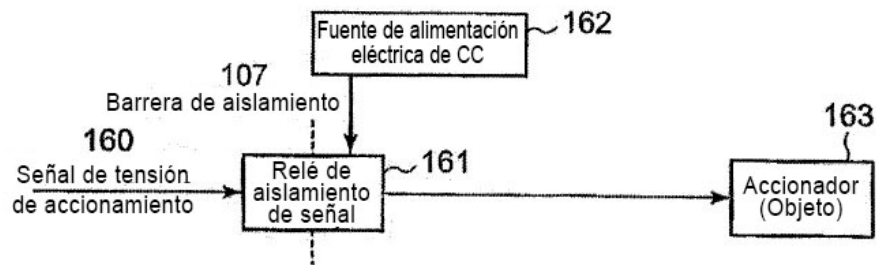 Fuente de alimentación
eléctrica de CC
162
107
Barrera de aislamiento
160
Señal de tensión
de accionamiento
Relé de
aislamiento
de señal
161
163
Accionador
(Objeto)